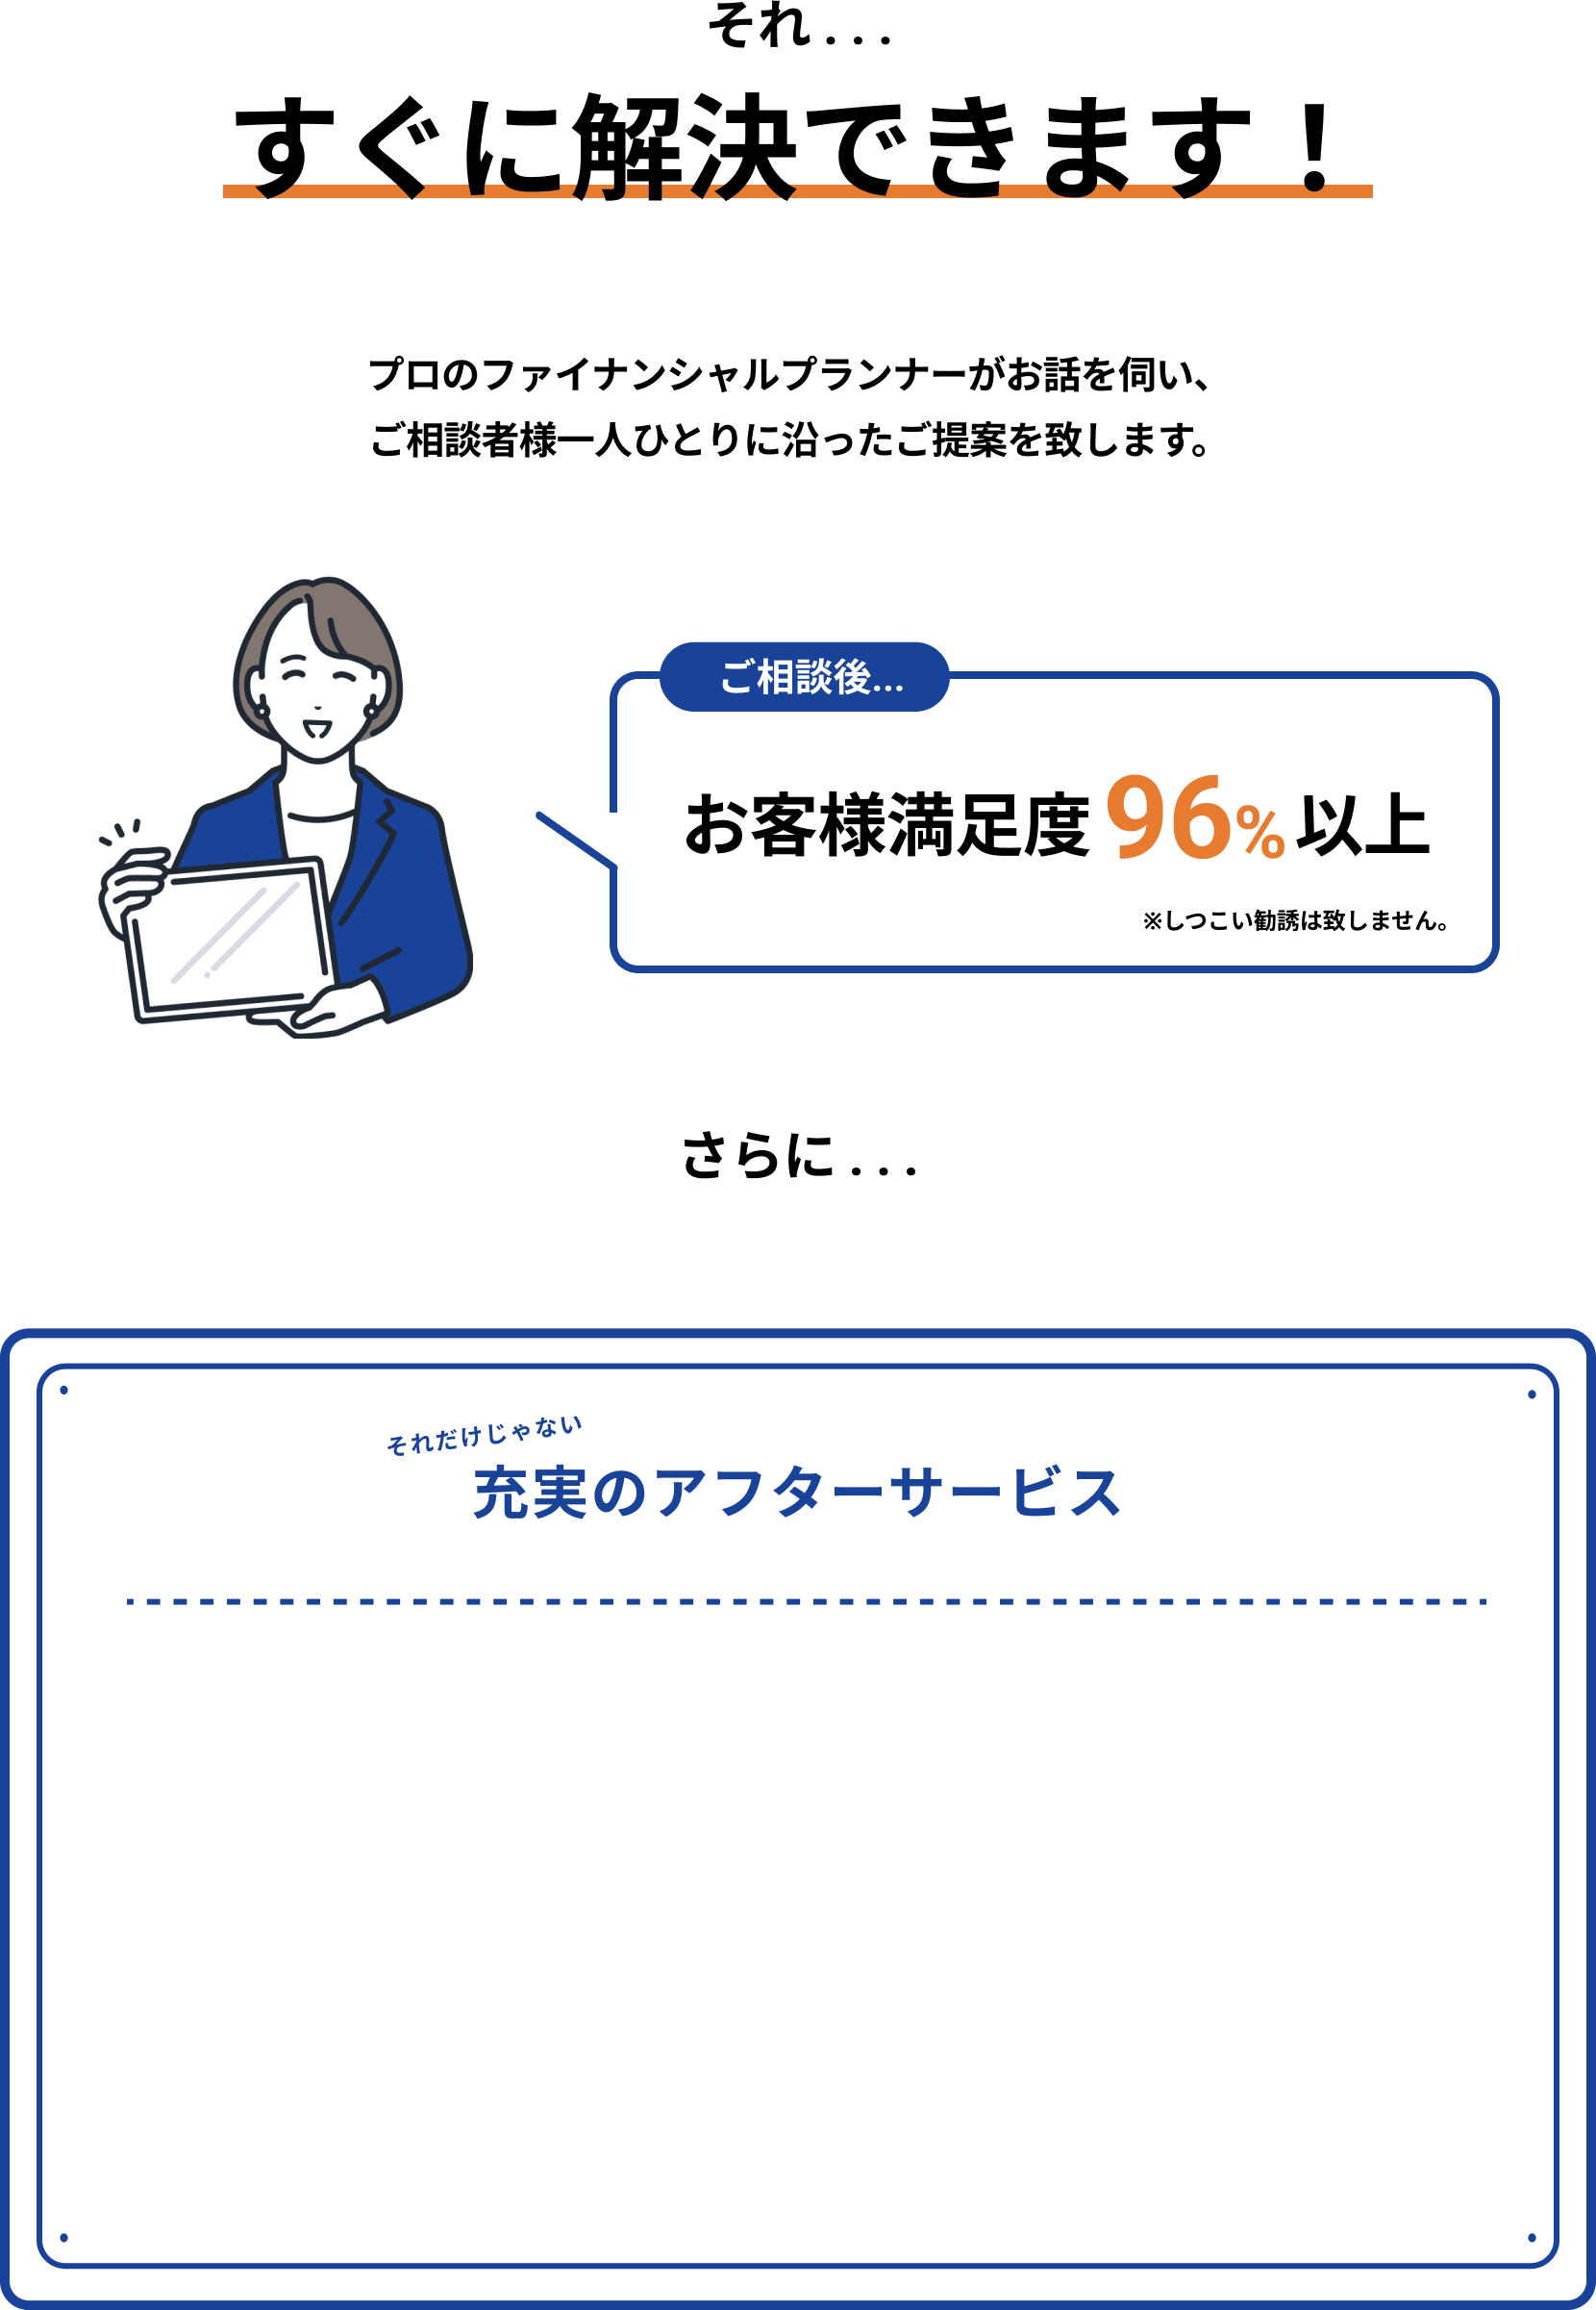 それ...
すぐに解決できます！
プロのファイナンシャルプランナーがお話を伺い、
ご相談者様一人ひとりに沿ったご提案を致します。
ご相談後...
お客様満足度96%以上
※しつこい勧誘は致しません。
さらに...
それだけじゃない
充実のアフターサービス